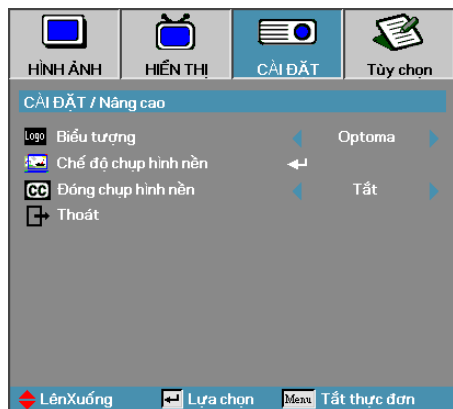 HÌNH ẢNH HIỂN THỊ CÀI ĐẶT Tùy chọn
CÀI ĐẶT / Nâng cao
Logo Biểu tượng Optoma
Chế độ chụp hình nền
CC Đóng chụp hình nền Tắt
Thoát
LênXuống Lựa chọn Menu Tắt thực đơn